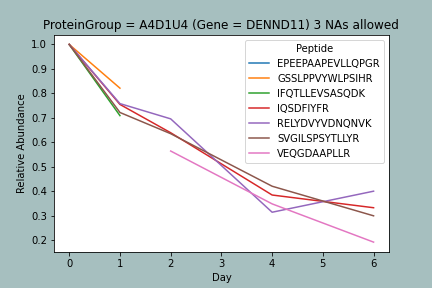 ProteinGroup = A4D1U4 (Gene = DENND11) 3 NAs allowed
Peptide
EPEEPAAPEVLLQPGR
GSSLPPVYWLPSIHR
IFQTLLEVSASQDK
IQSDFIYFR
RELYDVYVDNQNVK
SVGILSPSYTLLYR
VEQGDAAPLLR
1.0
0.9
0.8
0.7
0.6
0.5
0.4
0.3
0.2
Relative Abundance
0 1 2 3 4 5 6
Day